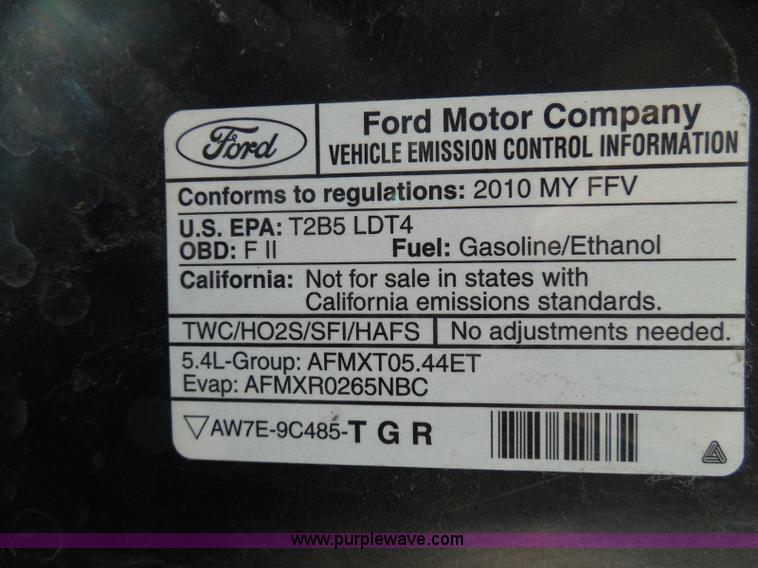 Ford
Ford Motor Company
VEHICLE EMISSION CONTROL INFORMATION
Conforms to regulations: 2010 MY FFV
U.S. EPA: T2B5 LDT4
OBD: F II Fuel: Gasoline/Ethanol
California: Not for sale in states with
California emissions standards.
TWC/HO2S/SFI/HAFS No adjustments needed.
5.4L-Group: AFMXT05.44ET
Evap: AFMXR0265NBC
▽AW7E-9C485-T G R
www.purplewave.com